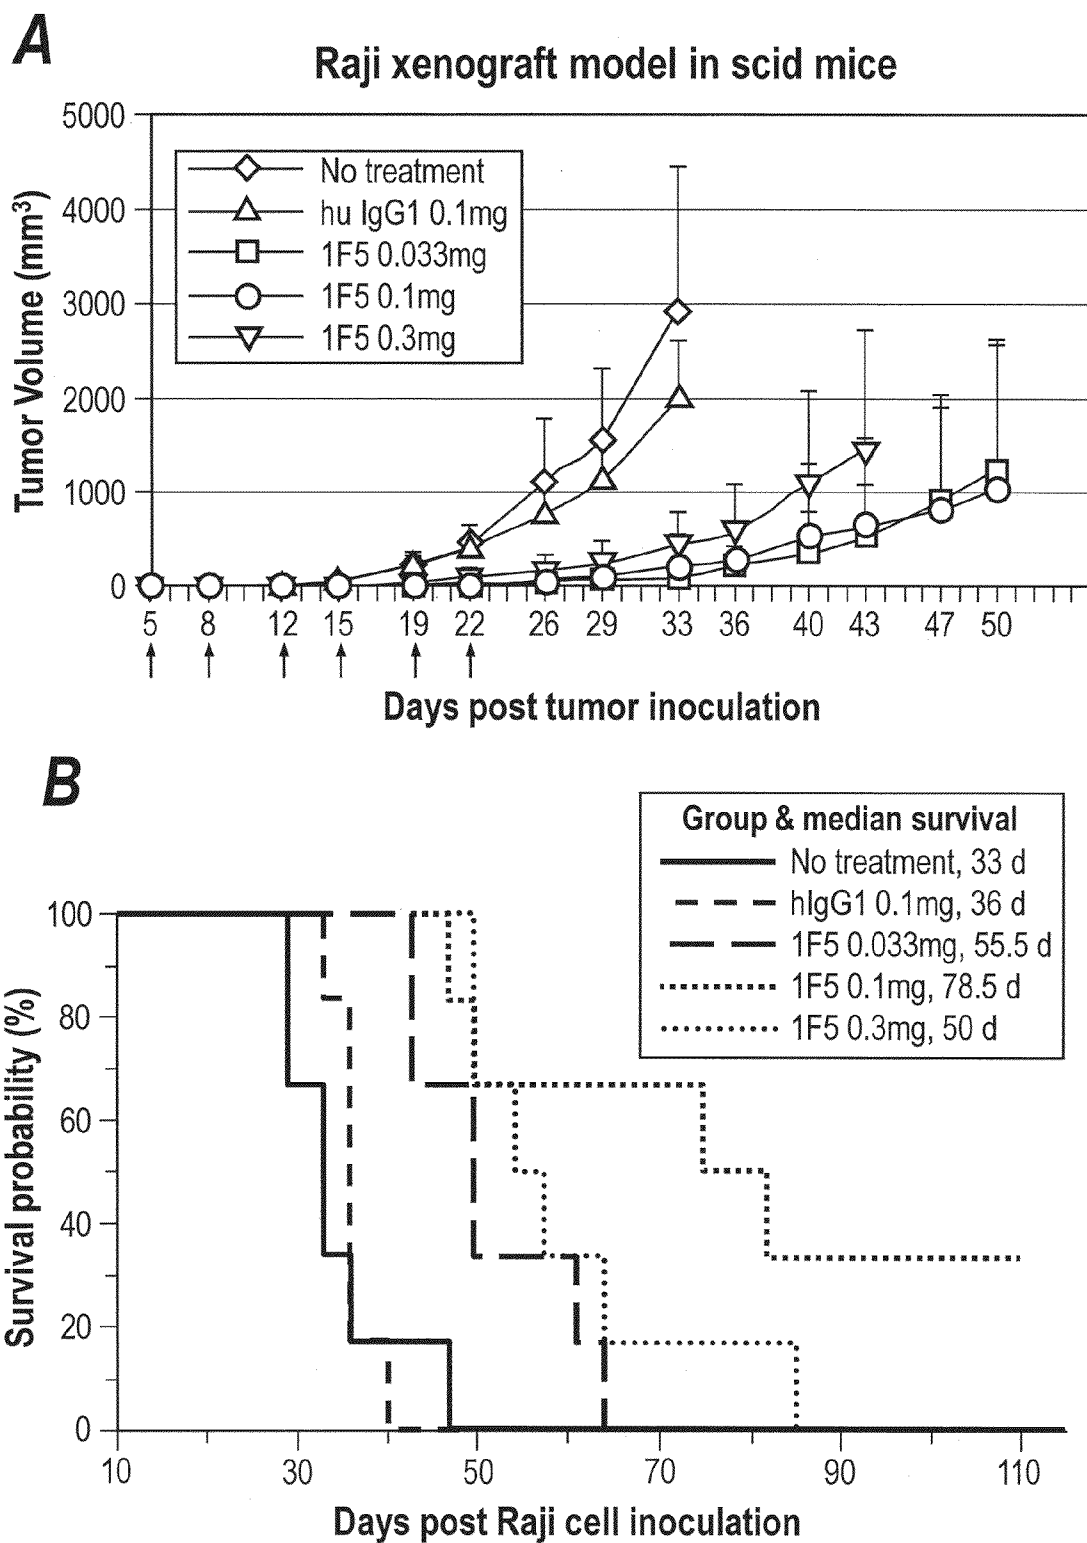 A
Raji xenograft model in scid mice
5000
4000
3000
2000
1000
0
Tumor Volume (mm³)
No treatment
hu IgG1 0.1mg
1F5 0.033mg
1F5 0.1mg
1F5 0.3mg
5 8 12 15 19 22 26 29 33 36 40 43 47 50
Days post tumor inoculation
B
Group & median survival
No treatment, 33 d
hIgG1 0.1mg, 36 d
1F5 0.033mg, 55.5 d
1F5 0.1mg, 78.5 d
1F5 0.3mg, 50 d
100
80
60
40
20
0
Survival probability (%)
10 30 50 70 90 110
Days post Raji cell inoculation